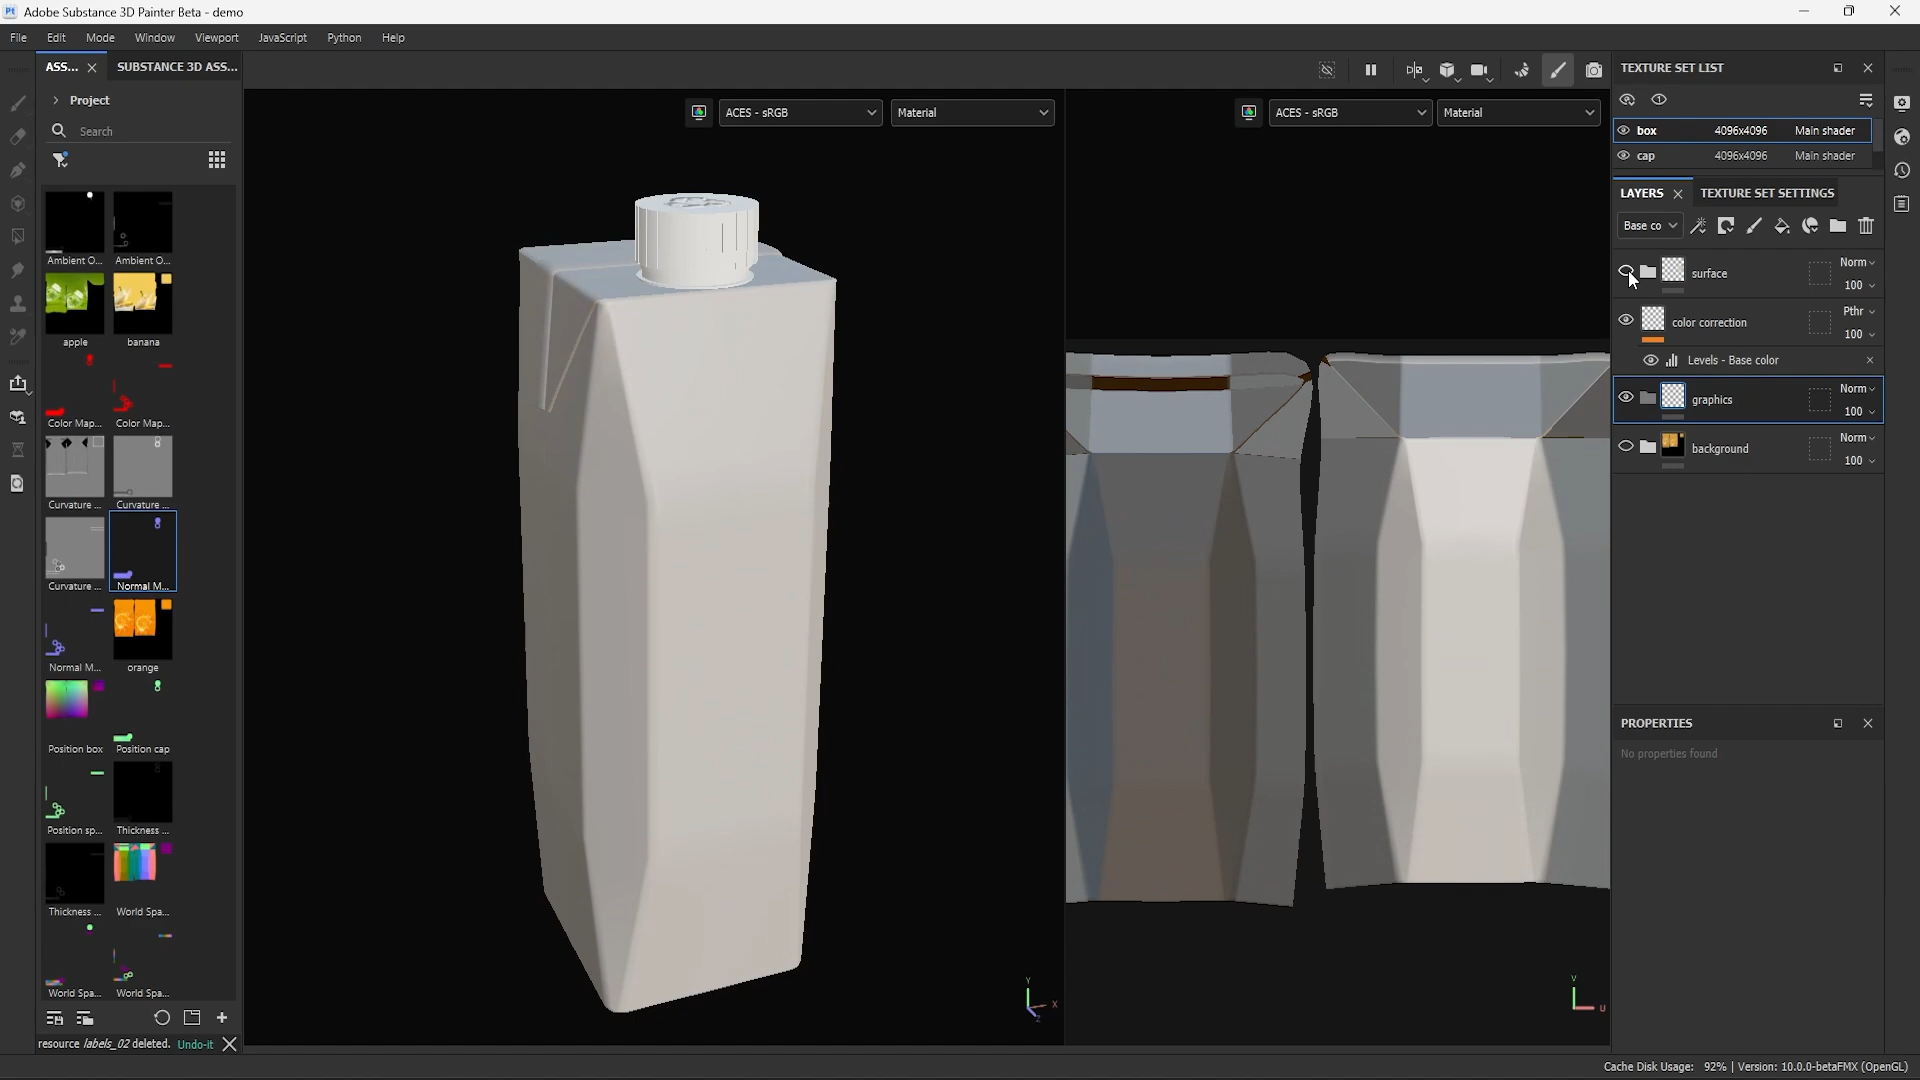 Adobe Substance 3D Painter Beta - demo
File Edit Mode Window Viewport JavaScript Python Help
ASS... SUBSTANCE 3D ASS...
Project
Search
Ambient O... Ambient O...
apple banana
Color Map... Color Map...
Curvature ... Curvature ...
Curvature ... Normal M...
Normal M... orange
Position box Position cap
Position sp... Thickness ...
Thickness ... World Spa...
World Spa... World Spa...
resource labels_02 deleted. Undo-it
ACES - sRGB Material
Y
X
Z
ACES - sRGB Material
V
U
TEXTURE SET LIST
box 4096x4096 Main shader
cap 4096x4096 Main shader
LAYERS TEXTURE SET SETTINGS
Base co
surface Norm
100
color correction Pthr
100
Levels - Base color
graphics Norm
100
background Norm
100
PROPERTIES
No properties found
Cache Disk Usage: 92% | Version: 10.0.0-betaFMX (OpenGL)